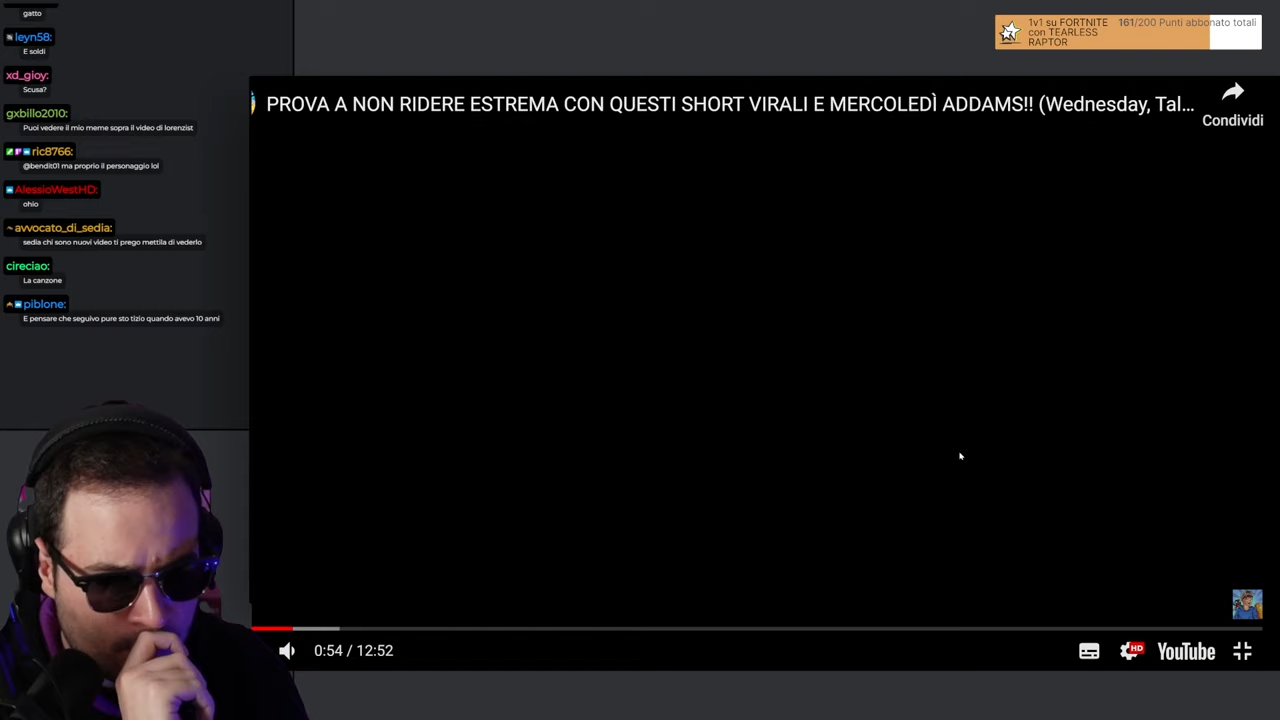 gatto
leyn58:
E soldi
xd_gioy:
Scusa?
gxbillo2010:
Puoi vedere il mio meme sopra il video di lorenzist
ric8766:
@bendit01 ma proprio il personaggio lol
AlessioWestHD:
ohio
avvocato_di_sedia:
sedia chi sono nuovi video ti prego mettila di vederlo
cireciao:
La canzone
piblone:
E pensare che seguivo pure sto tizio quando avevo 10 anni
1v1 su FORTNITE
con TEARLESS
RAPTOR
161/200 Punti abbonato totali
PROVA A NON RIDERE ESTREMA CON QUESTI SHORT VIRALI E MERCOLEDÌ ADDAMS!! (Wednesday, Tal...
Condividi
0:54 / 12:52
HD
YouTube